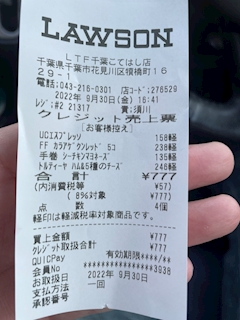 LAWSON
LTF千葉こてはし店
千葉県千葉市花見川区犢橋町16
29-1
電話:043-216-0301 店コード:276529
2022年9月30日(金) 16:41
レジ:#2 21317 責:須川
クレジット売上票
[お客様控え]
UCエスプレッソ 158軽
FF カラアゲクンレット゛ 238軽
手巻 シーチキンマヨネーズ 135軽
トルティーヤ ハム&5種のチーズ 246軽
合 計 ¥777
(内消費税等 ¥57)
( 8%対象 ¥777)
点 数 4個
軽印は軽減税率対象商品です。
買上金額 ¥777
クレジット取扱合計 ¥777
QUICPay 有効期限****/**
会員No ****************3938
お取扱日 2022年 9月30日
支払方法 一回
承認番号